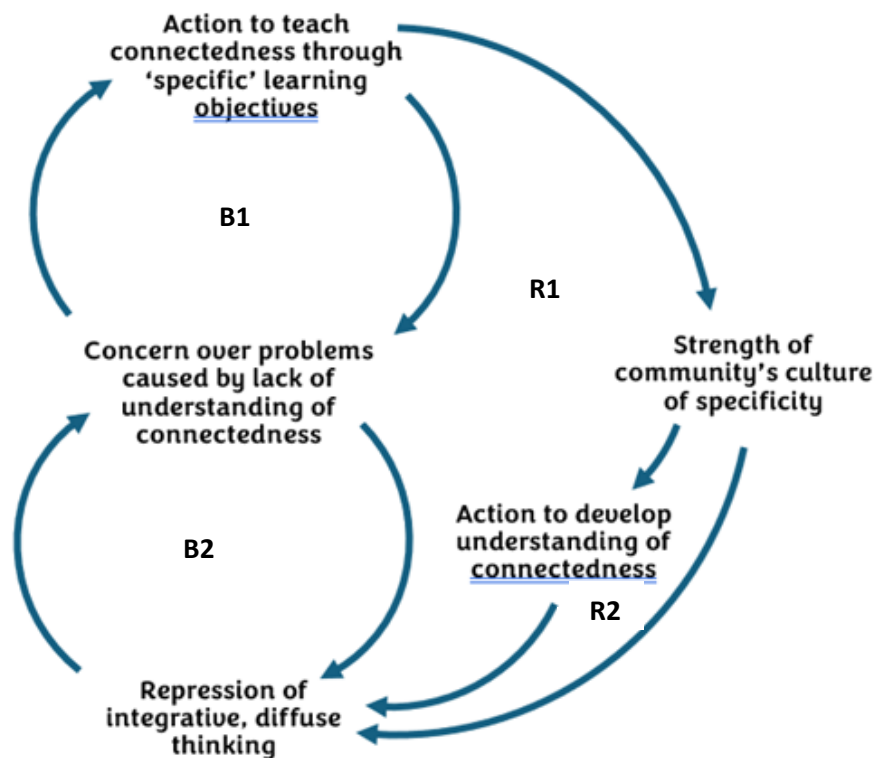 Action to teach
connectedness through
‘specific’ learning
objectives
B1
R1
Concern over problems
caused by lack of
understanding of
connectedness
Strength of
community’s culture
of specificity
B2
Action to develop
understanding of
connectedness
R2
Repression of
integrative, diffuse
thinking